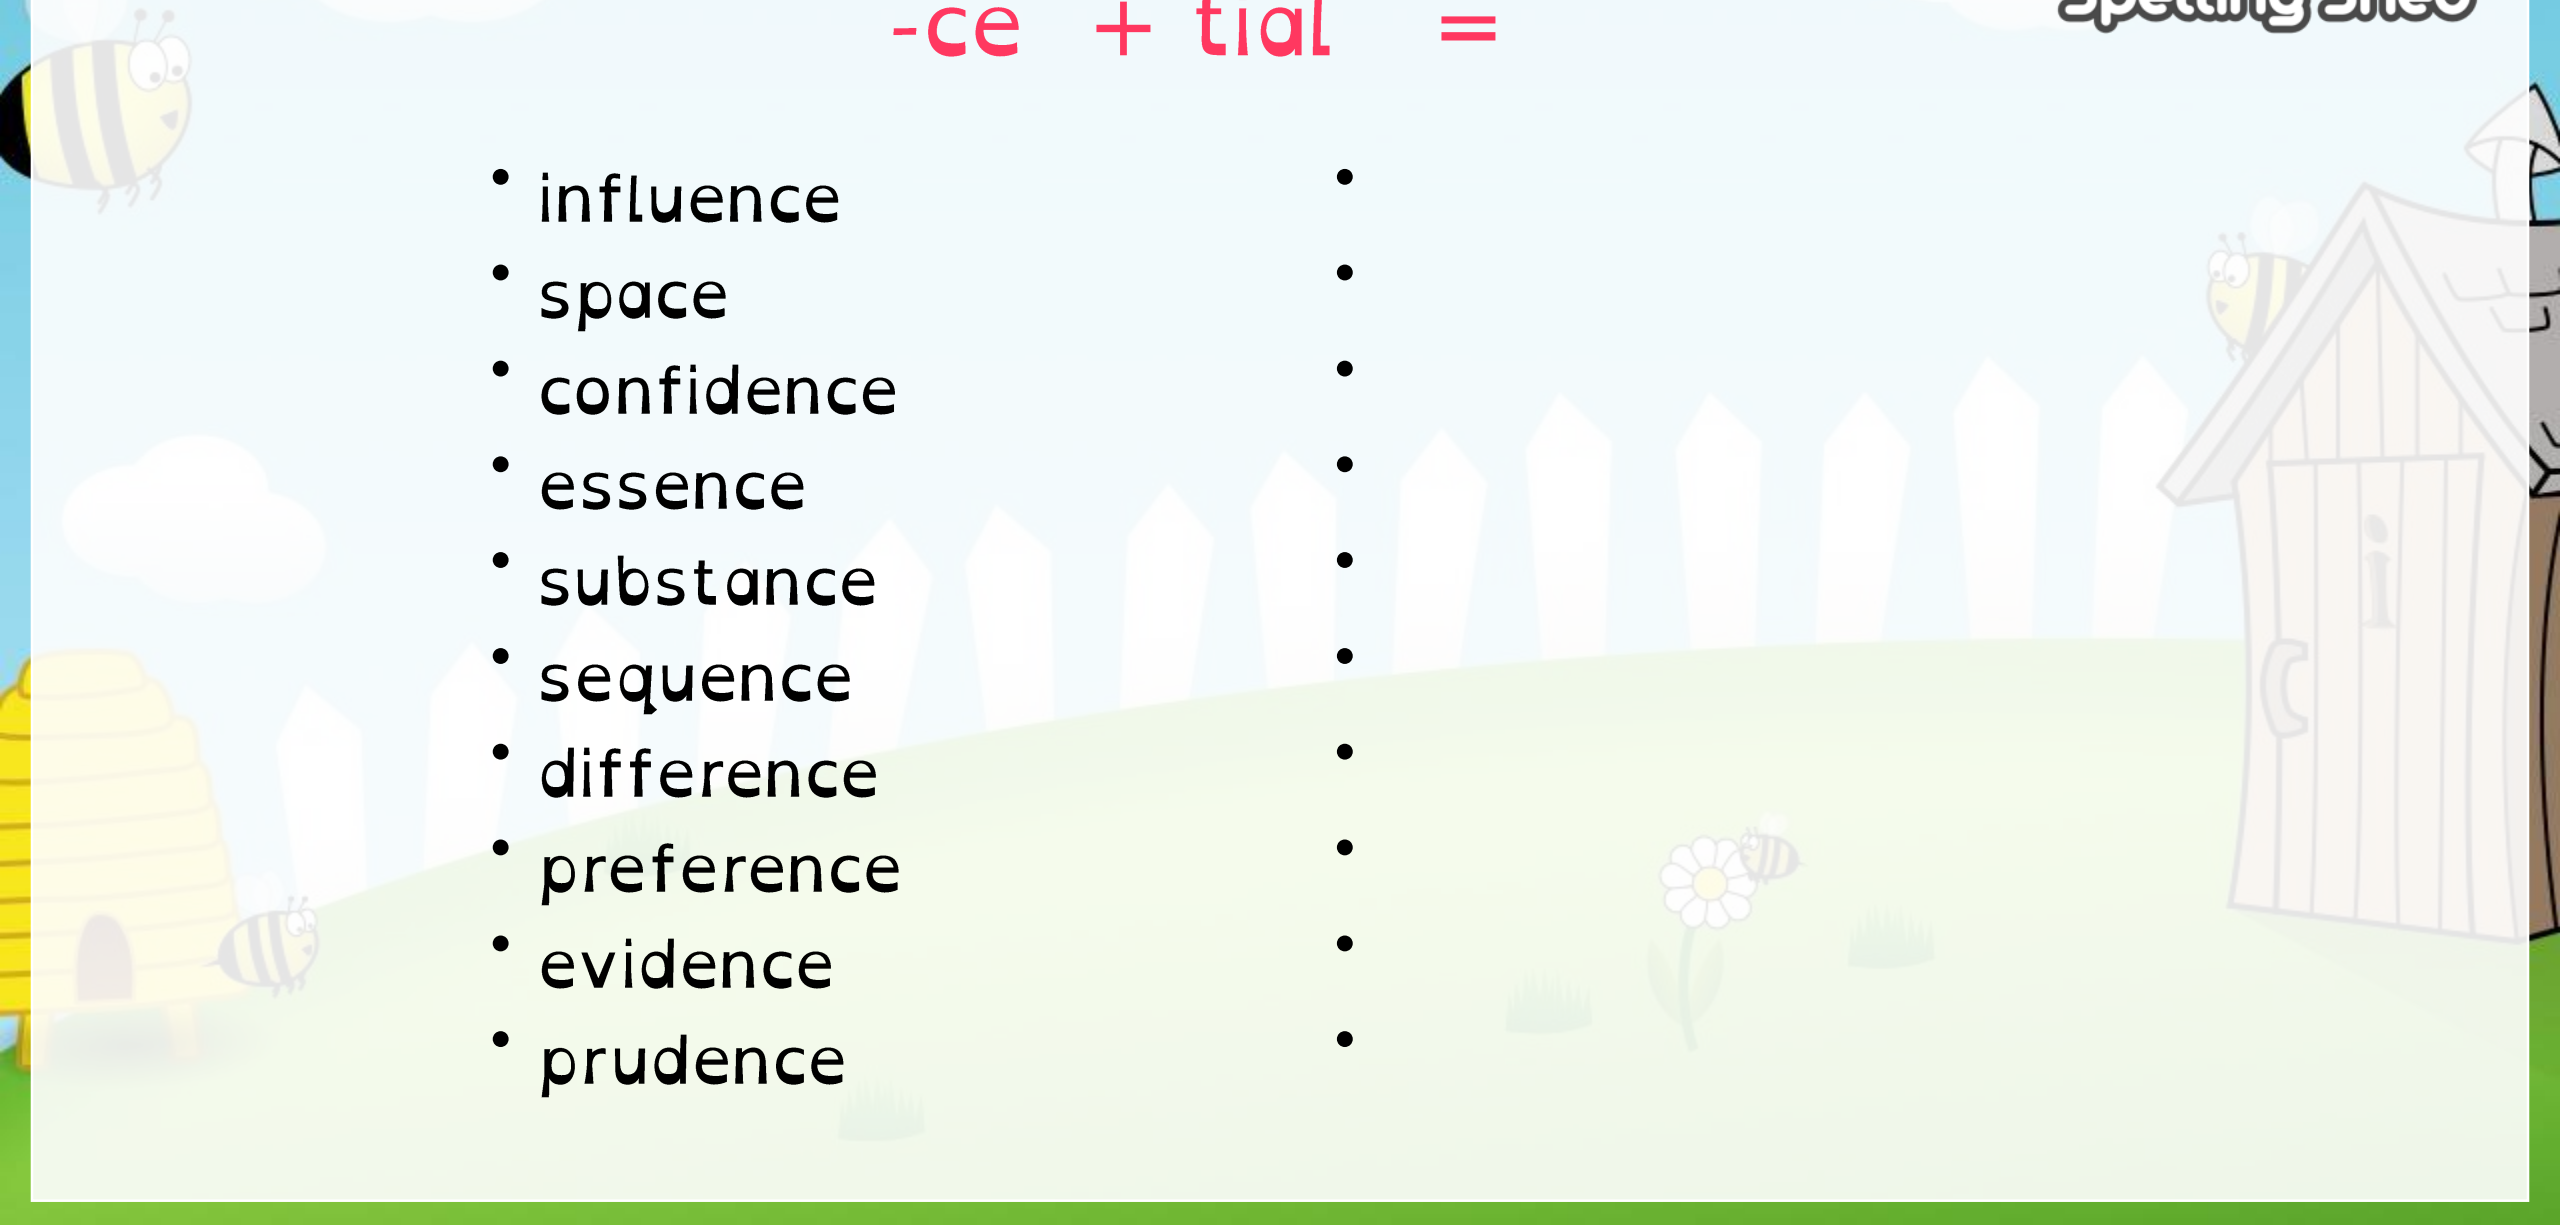 -ce + tial =
influence
space
confidence
essence
substance
sequence
difference
preference
evidence
prudence